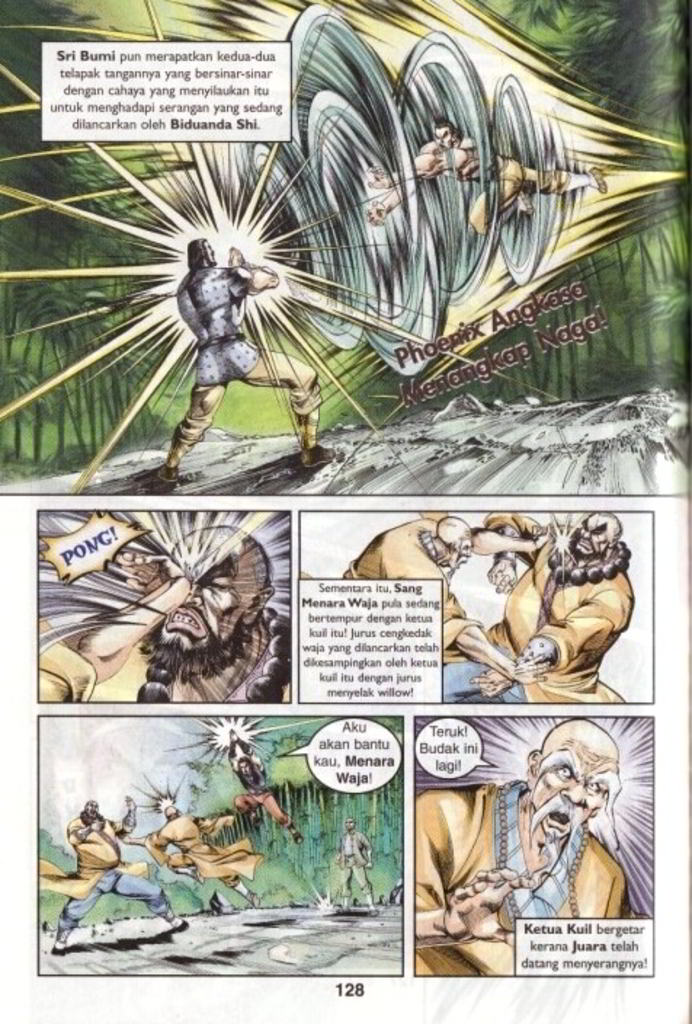 Sri Bumi pun merapatkan kedua-dua
telapak tangannya yang bersinar-sinar
dengan cahaya yang menyilaukan itu
untuk menghadapi serangan yang sedang
dilancarkan oleh Biduanda Shi.
Phoenix Angkasa
Menangkap Naga!
PONG!
Sementara itu, Sang
Menara Waja pula sedang
bertempur dengan ketua
kuil itu! Jurus cengkedak
waja yang dilancarkan telah
dikesampingkan oleh ketua
kuil itu dengan jurus
menyelak willow!
Aku
akan bantu
kau, Menara
Waja!
Teruk!
Budak ini
lagi!
Ketua Kuil bergetar
kerana Juara telah
datang menyerangnya!
128